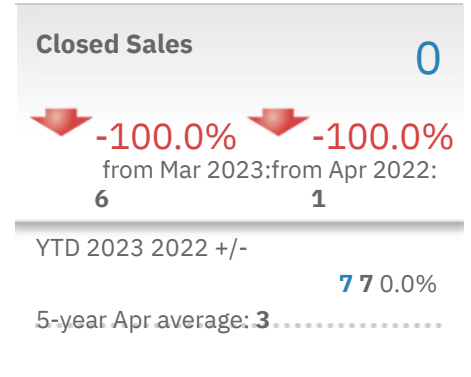 Closed Sales 0
-100.0% -100.0%
from Mar 2023:from Apr 2022:
6 1
YTD 2023 2022 +/-
7 7 0.0%
5-year Apr average: 3